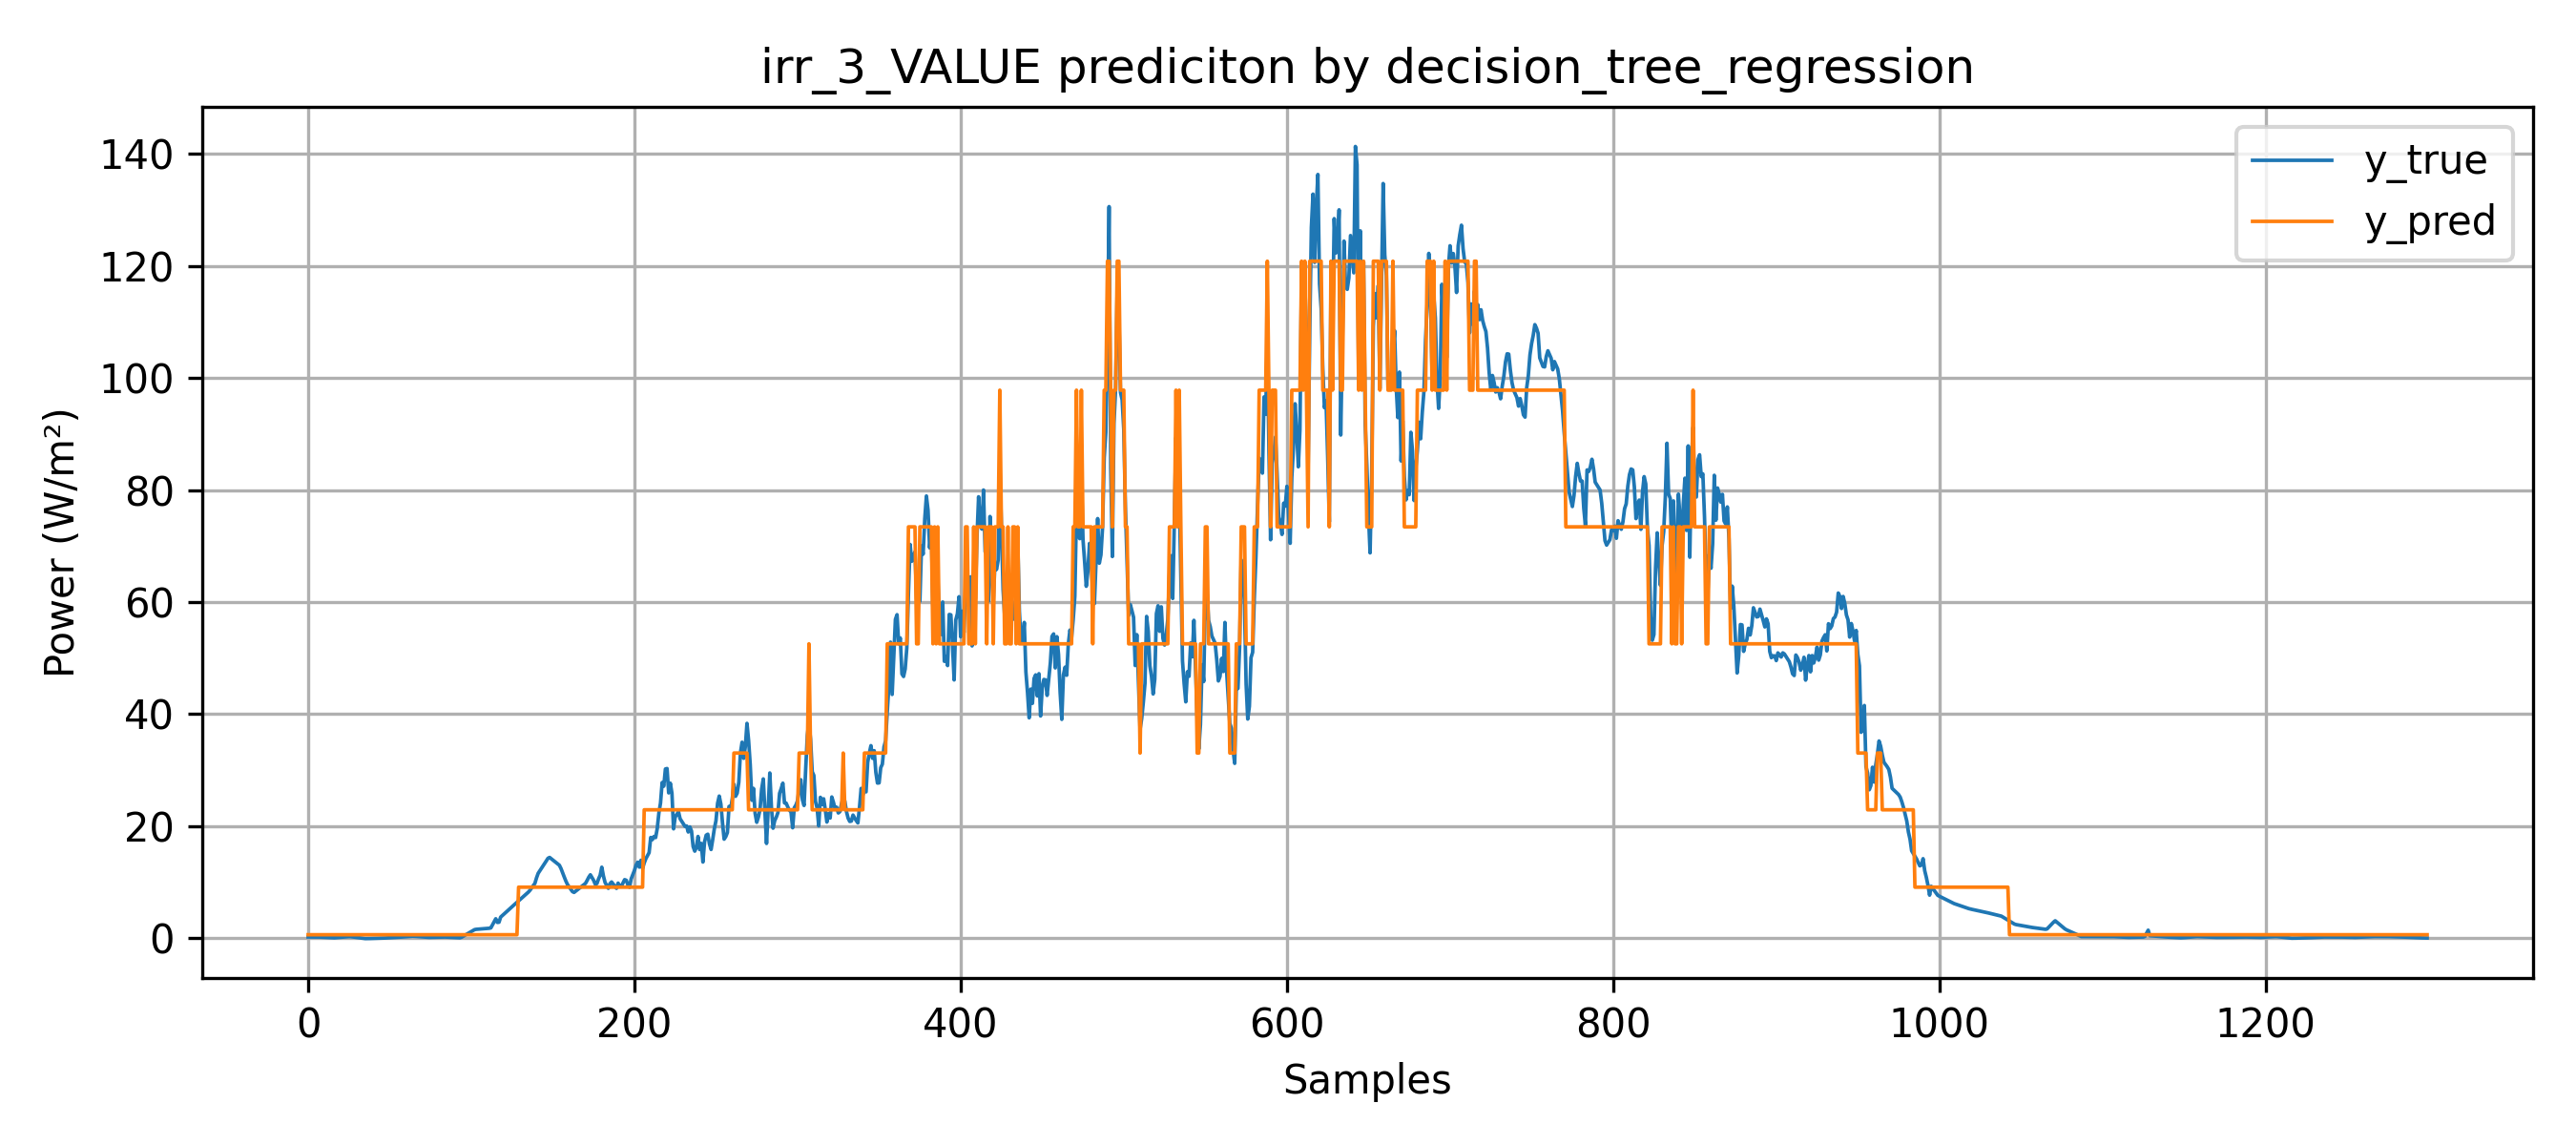 irr_3_VALUE prediciton by decision_tree_regression
y_true
y_pred
Power (W/m²)
140
120
100
80
60
40
20
0
0 200 400 600 800 1000 1200
Samples